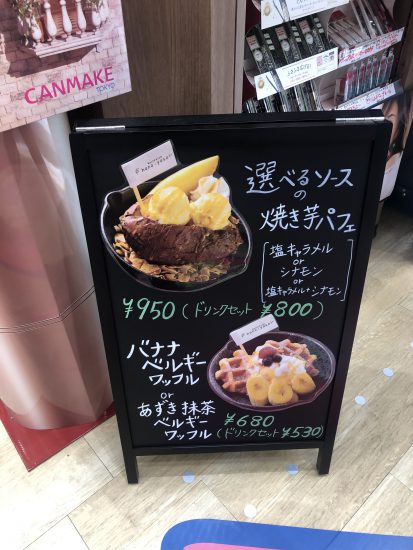 CANMAKE
TOKYO
CANMAKE
選べるソース
の
焼き芋パフェ
塩キャラメル
or
シナモン
or
塩キャラメル+シナモン
¥950(ドリンクセット ¥800)
バナナ
ベルギー
ワッフル
or
あずき抹茶
ベルギー
ワッフル
¥680
(ドリンクセット¥530)